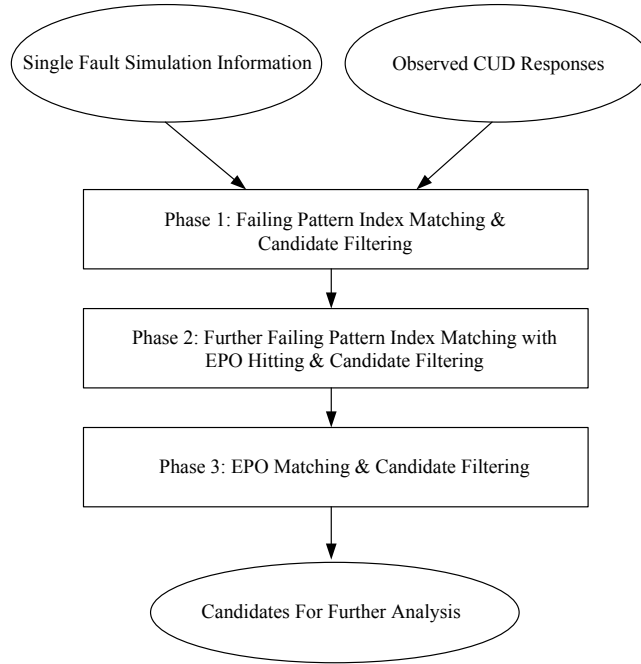 Single Fault Simulation Information
Observed CUD Responses
Phase 1: Failing Pattern Index Matching &
Candidate Filtering
Phase 2: Further Failing Pattern Index Matching with
EPO Hitting & Candidate Filtering
Phase 3: EPO Matching & Candidate Filtering
Candidates For Further Analysis